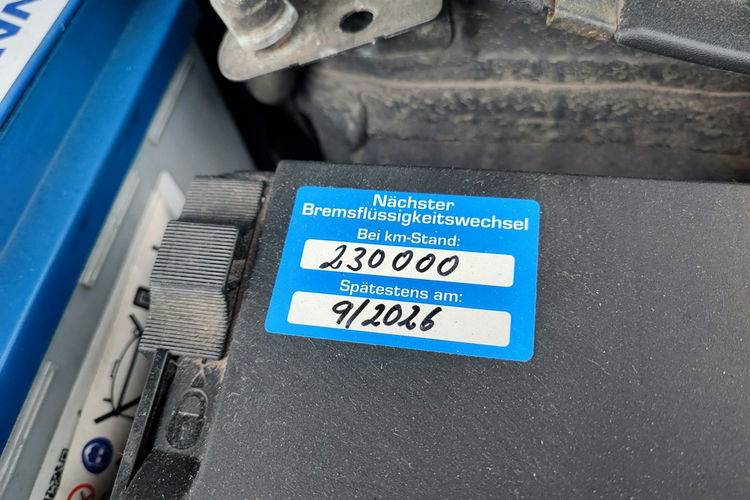 Nächster
Bremsflüssigkeitswechsel
Bei km-Stand:
230000
Spätestens am:
9/2026